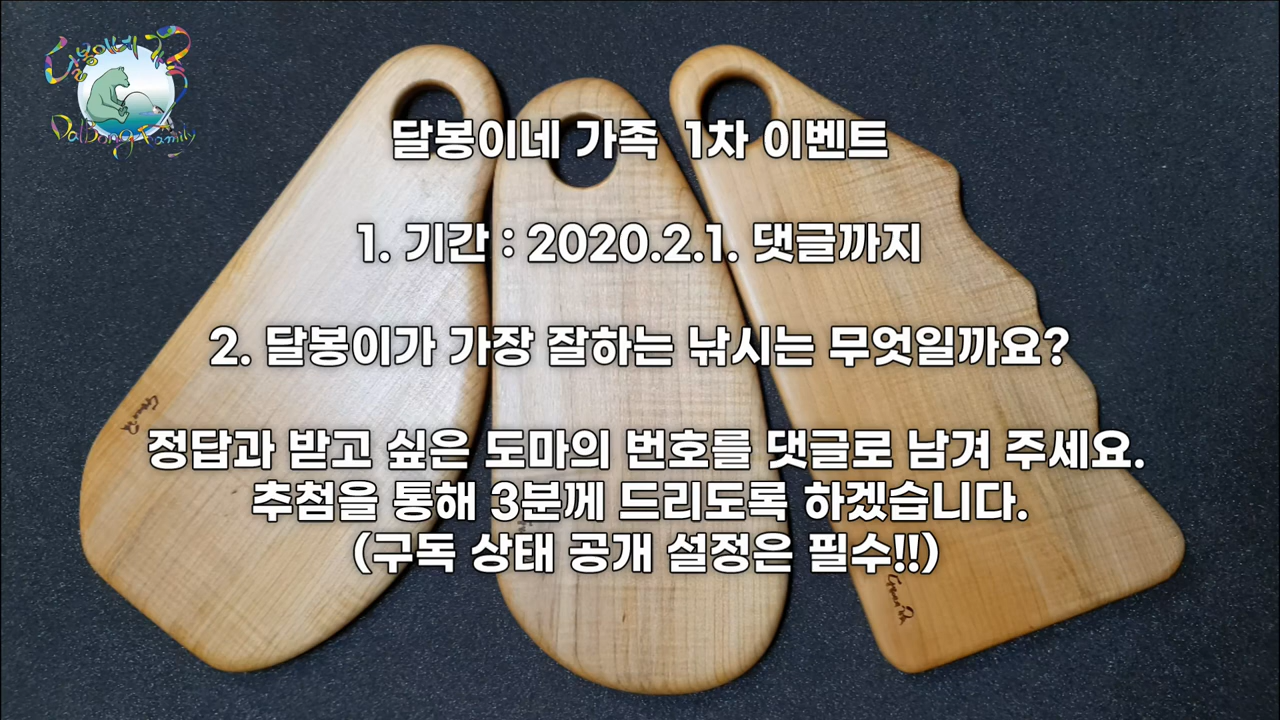 달봉이네 가족
DalBong Family
달봉이네 가족 1차 이벤트
1. 기간 : 2020.2.1. 댓글까지
2. 달봉이가 가장 잘하는 낚시는 무엇일까요?
정답과 받고 싶은 도마의 번호를 댓글로 남겨 주세요.
추첨을 통해 3분께 드리도록 하겠습니다.
(구독 상태 공개 설정은 필수!!)